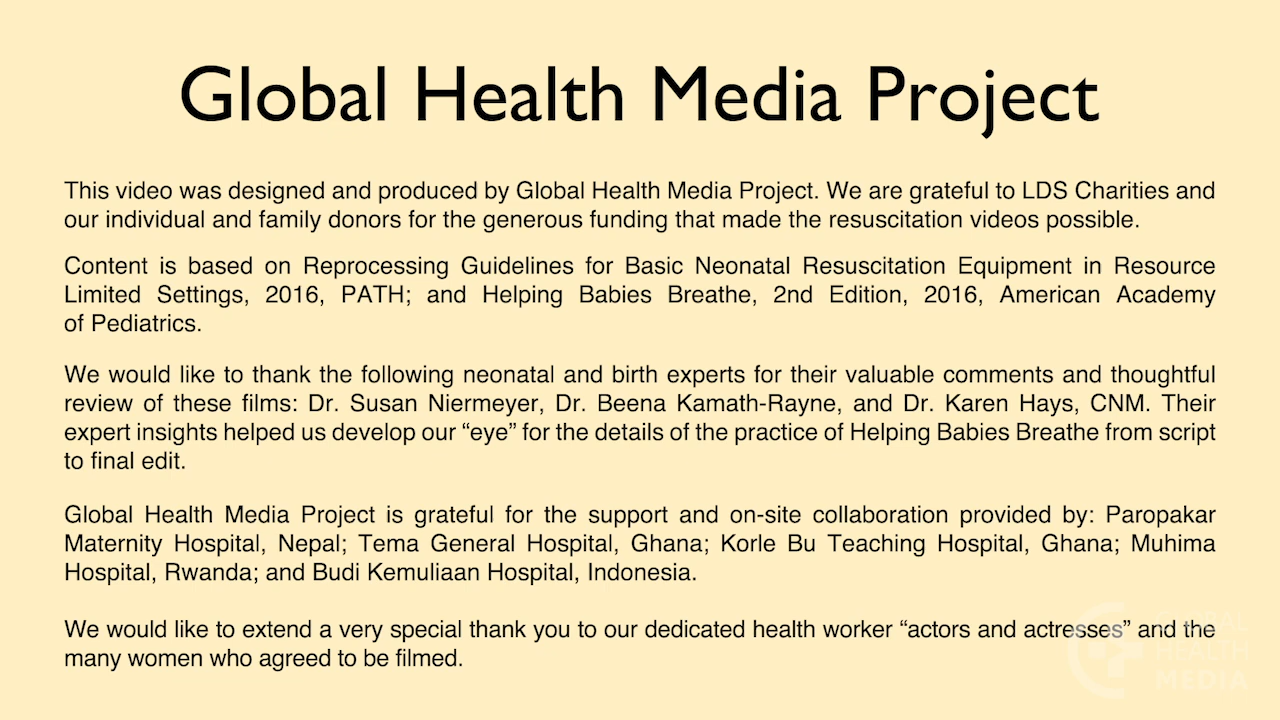 Global Health Media Project
This video was designed and produced by Global Health Media Project. We are grateful to LDS Charities and
our individual and family donors for the generous funding that made the resuscitation videos possible.
Content is based on Reprocessing Guidelines for Basic Neonatal Resuscitation Equipment in Resource
Limited Settings, 2016, PATH; and Helping Babies Breathe, 2nd Edition, 2016, American Academy
of Pediatrics.
We would like to thank the following neonatal and birth experts for their valuable comments and thoughtful
review of these films: Dr. Susan Niermeyer, Dr. Beena Kamath-Rayne, and Dr. Karen Hays, CNM. Their
expert insights helped us develop our “eye” for the details of the practice of Helping Babies Breathe from script
to final edit.
Global Health Media Project is grateful for the support and on-site collaboration provided by: Paropakar
Maternity Hospital, Nepal; Tema General Hospital, Ghana; Korle Bu Teaching Hospital, Ghana; Muhima
Hospital, Rwanda; and Budi Kemuliaan Hospital, Indonesia.
We would like to extend a very special thank you to our dedicated health worker “actors and actresses” and the
many women who agreed to be filmed.
GLOBAL
HEALTH
MEDIA